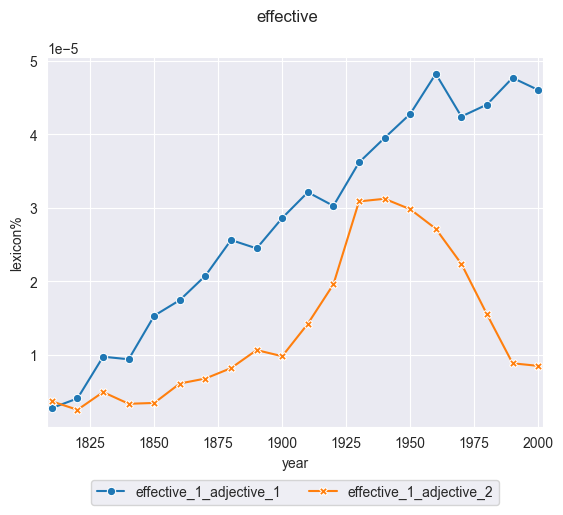 effective
1e−5
5
4
3
2
1
lexicon%
1825 1850 1875 1900 1925 1950 1975 2000
year
effective_1_adjective_1 effective_1_adjective_2